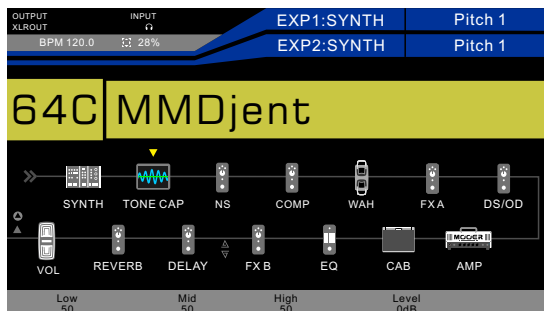 OUTPUT INPUT
XLROUT
BPM 120.0 28%
EXP1:SYNTH Pitch 1
EXP2:SYNTH Pitch 1
64C MMDjent
SYNTH TONE CAP NS COMP WAH FX A DS/OD
MOOER
VOL REVERB DELAY FX B EQ CAB AMP
Low Mid High Level
50 50 50 0dB